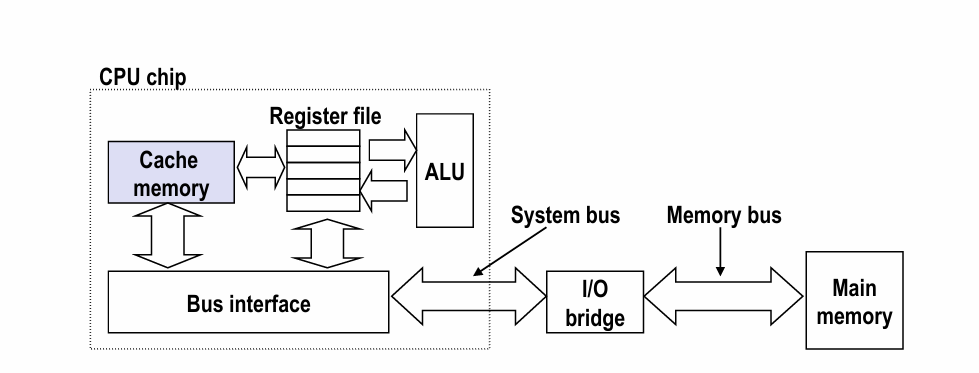 CPU chip
Register file
Cache
memory
ALU
System bus
Memory bus
Bus interface
I/O
bridge
Main
memory